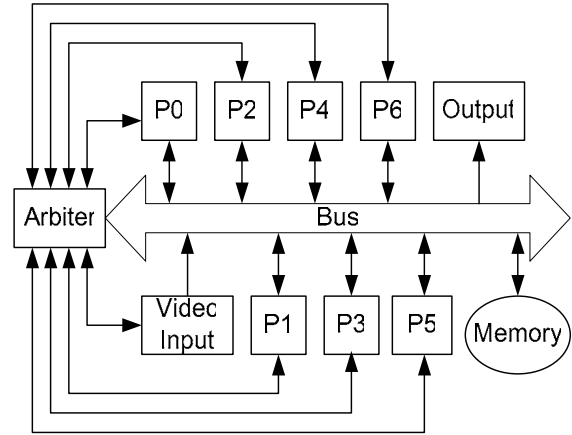 P0
P2
P4
P6
Output
Arbiter
Bus
Video
Input
P1
P3
P5
Memory